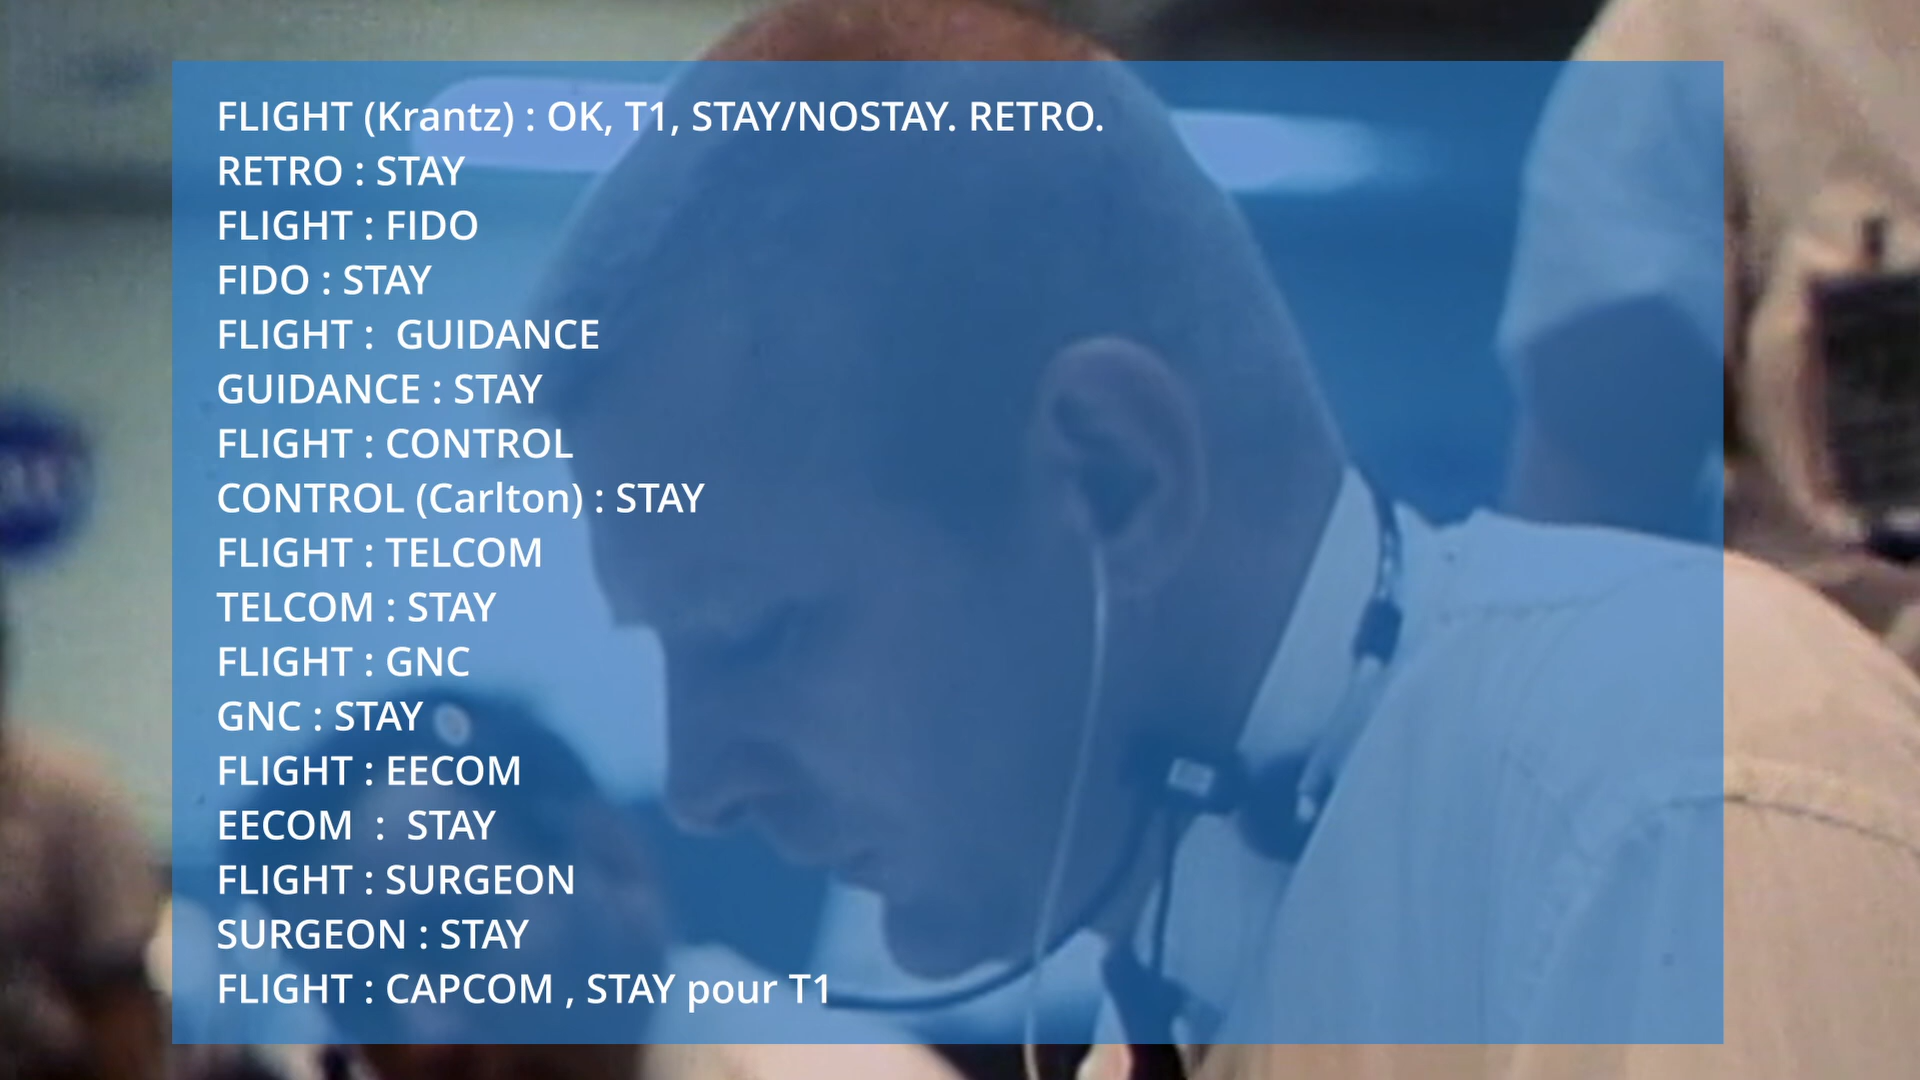 FLIGHT (Krantz) : OK, T1, STAY/NOSTAY. RETRO.
RETRO : STAY
FLIGHT : FIDO
FIDO : STAY
FLIGHT :  GUIDANCE
GUIDANCE : STAY
FLIGHT : CONTROL
CONTROL (Carlton) : STAY
FLIGHT : TELCOM
TELCOM : STAY
FLIGHT : GNC
GNC : STAY
FLIGHT : EECOM
EECOM  :  STAY
FLIGHT : SURGEON
SURGEON : STAY
FLIGHT : CAPCOM , STAY pour T1